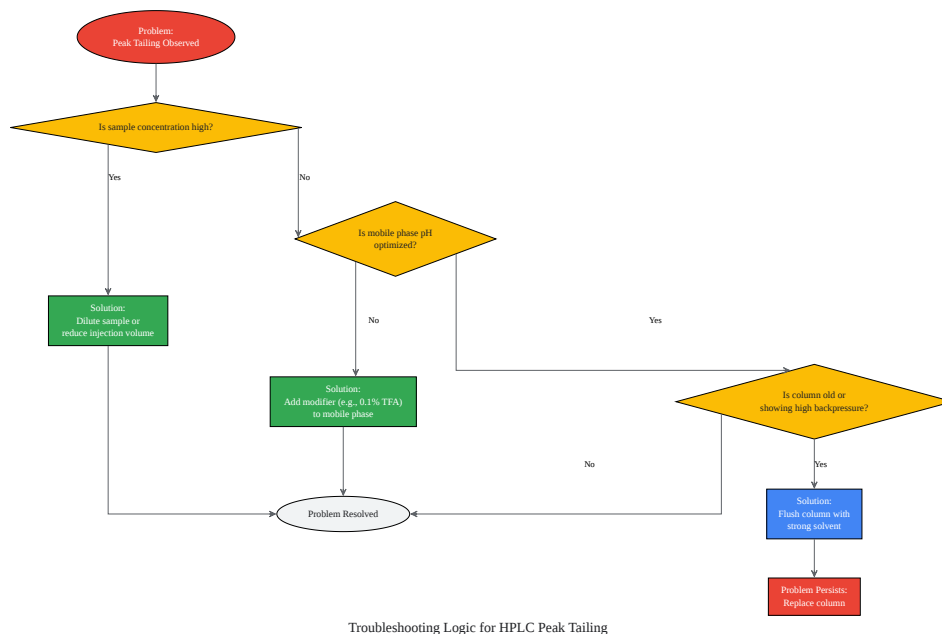 Problem:
Peak Tailing Observed
Is sample concentration high?
Yes
No
Is mobile phase pH
optimized?
Solution:
Dilute sample or
reduce injection volume
No
Yes
Solution:
Add modifier (e.g., 0.1% TFA)
to mobile phase
Is column old or
showing high backpressure?
No
Yes
Problem Resolved
Solution:
Flush column with
strong solvent
Problem Persists:
Replace column
Troubleshooting Logic for HPLC Peak Tailing